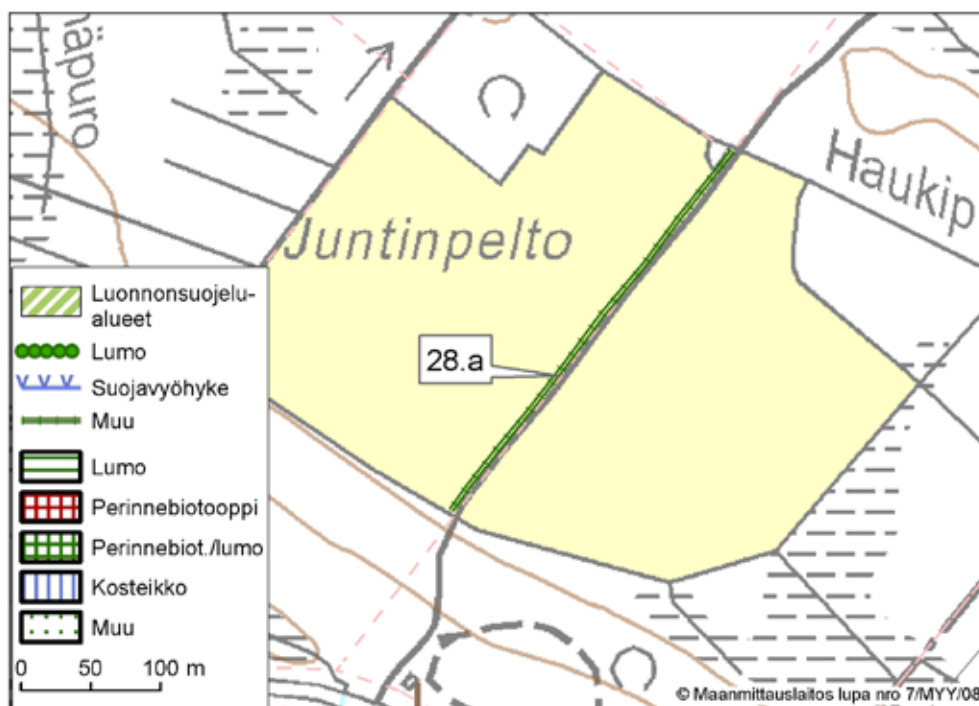 Juntinpelto
28.a
Luonnonsuojelu-
alueet
Lumo
Suojavyöhyke
Muu
Lumo
Perinnebiotooppi
Perinnebiot./lumo
Kosteikko
Muu
0 50 100 m
© Maanmittauslaitos lupa nro 7/MYY/08
Haukip